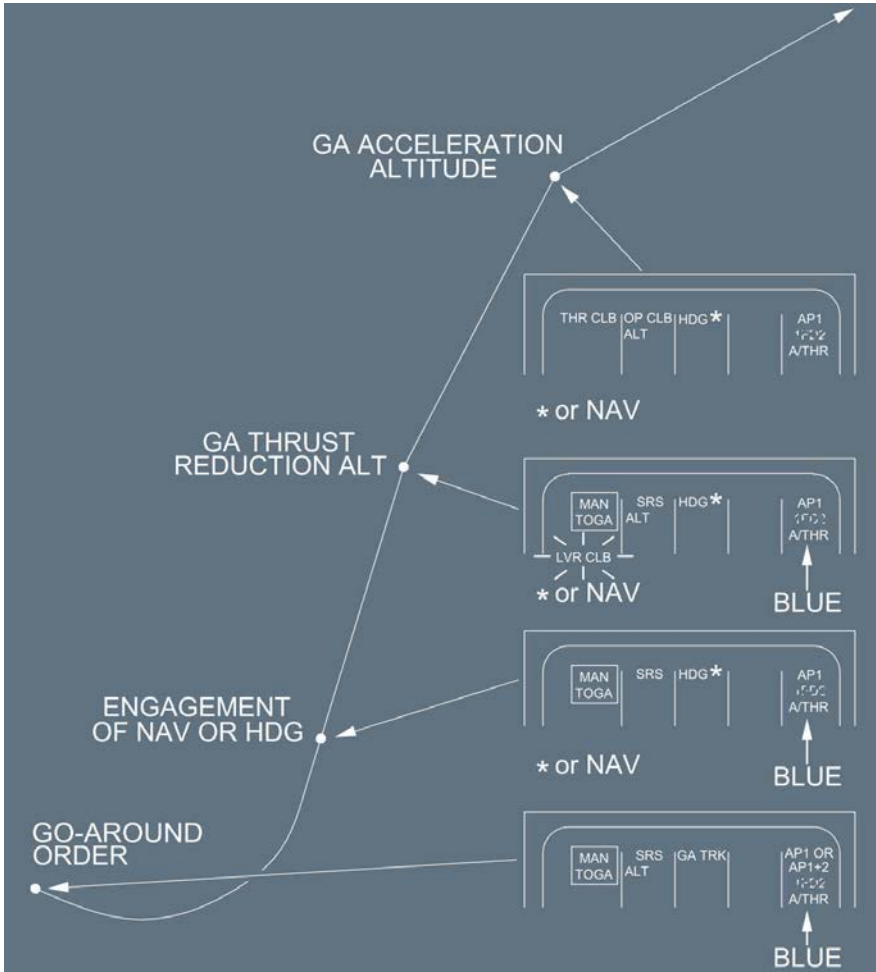 GA ACCELERATION
ALTITUDE
THR CLB OP CLB HDG* AP1
ALT
A/THR
* or NAV
GA THRUST
REDUCTION ALT
MAN SRS HDG* AP1
TOGA ALT
A/THR
LVR CLB
* or NAV
BLUE
ENGAGEMENT
OF NAV OR HDG
MAN SRS HDG* AP1
TOGA
A/THR
* or NAV
BLUE
GO-AROUND
ORDER
MAN SRS GA TRK AP1 OR
TOGA ALT AP1+2
A/THR
BLUE